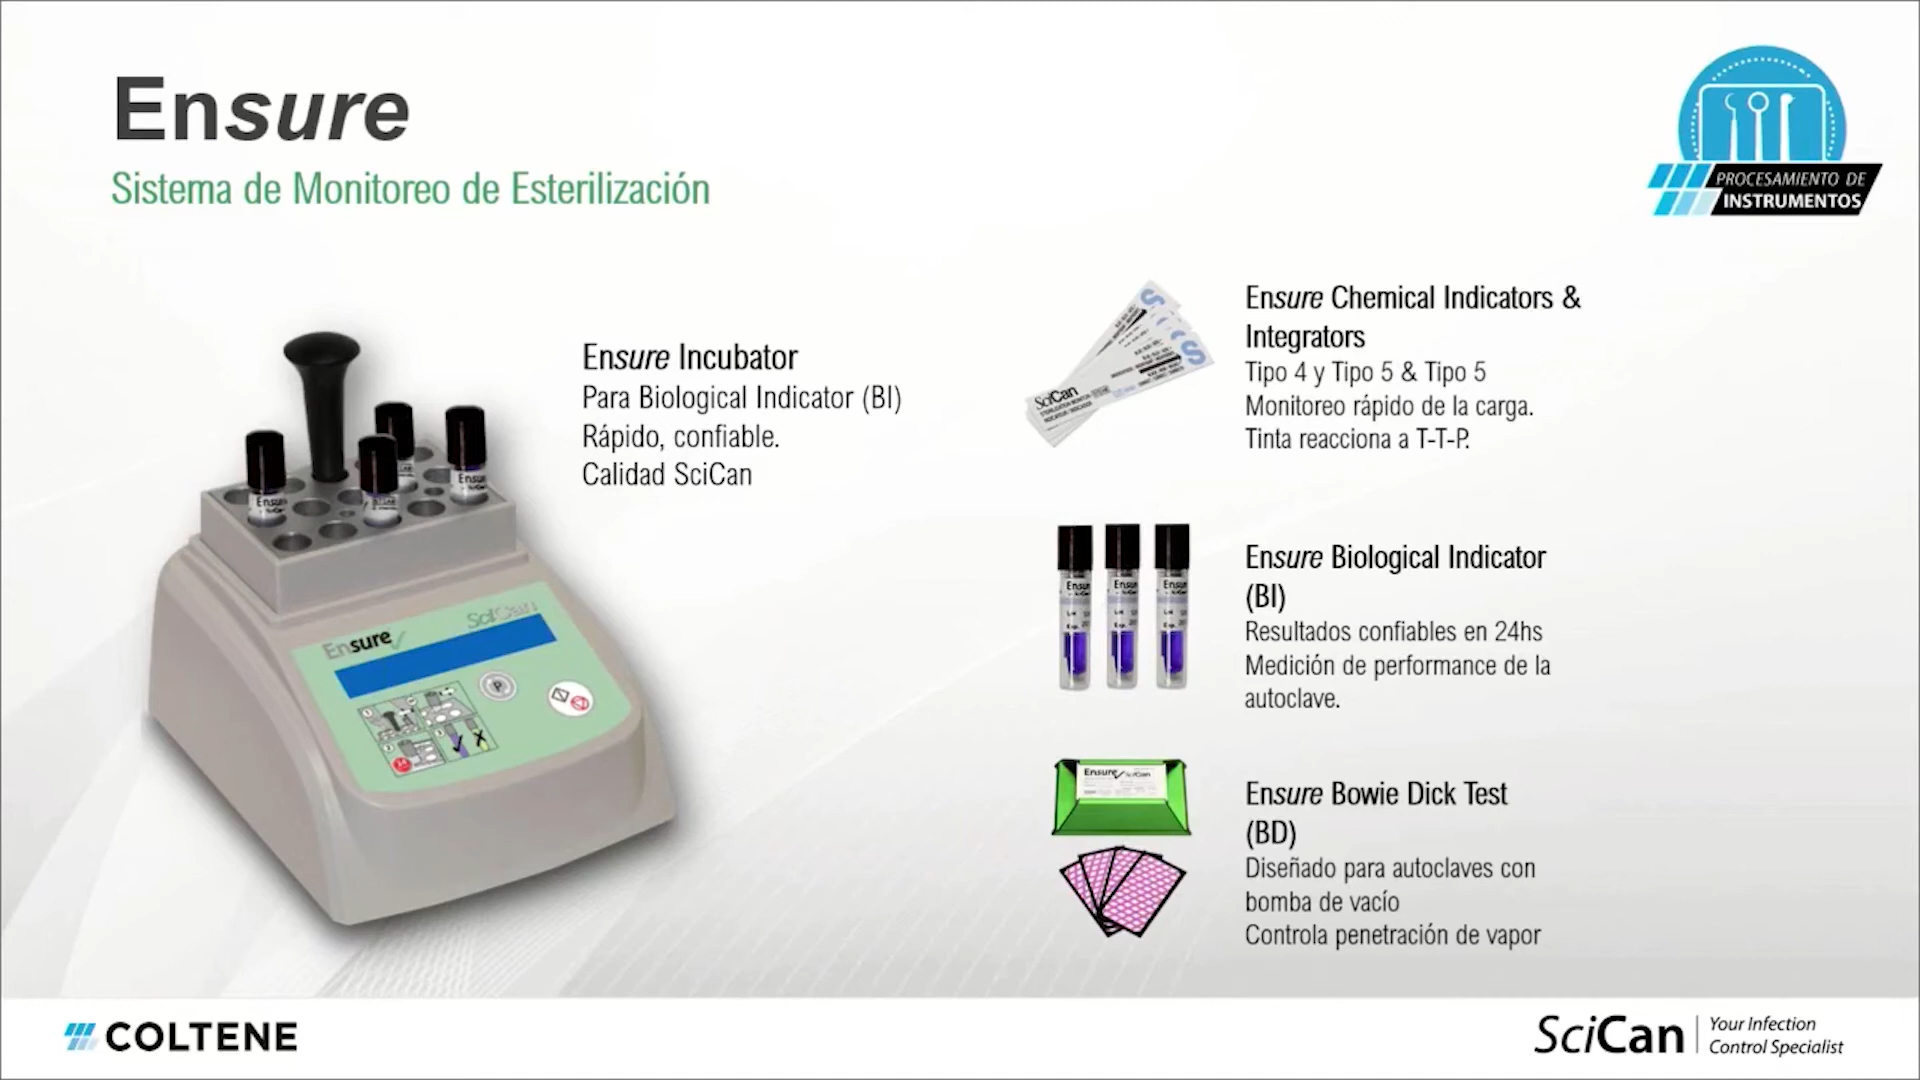 Ensure
Sistema de Monitoreo de Esterilización
PROCESAMIENTO DE
INSTRUMENTOS
Ensure Incubator
Para Biological Indicator (BI)
Rápido, confiable.
Calidad SciCan
Ensure
SciCan
P
Ensure
Ensure Chemical Indicators &
Integrators
Tipo 4 y Tipo 5 & Tipo 5
Monitoreo rápido de la carga.
Tinta reacciona a T-T-P.
SciCan
Ensure Biological Indicator
(BI)
Resultados confiables en 24hs
Medición de performance de la
autoclave.
Ensure Bowie Dick Test
(BD)
Diseñado para autoclaves con
bomba de vacío
Controla penetración de vapor
Ensure SciCan
COLTENE
SciCan
Your Infection
Control Specialist